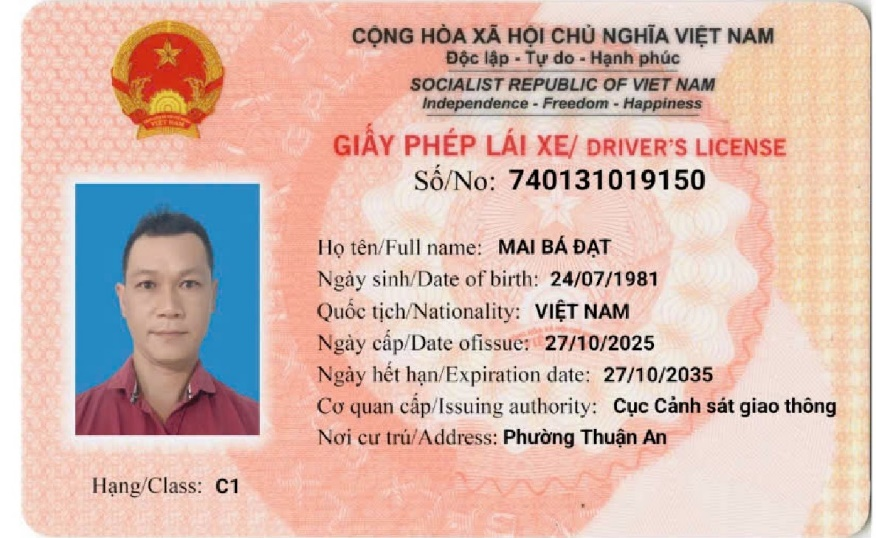 CỘNG HÒA XÃ HỘI CHỦ NGHĨA VIỆT NAM
Độc lập - Tự do - Hạnh phúc
SOCIALIST REPUBLIC OF VIET NAM
Independence - Freedom - Happiness
GIẤY PHÉP LÁI XE/ DRIVER'S LICENSE
Số/No: 740131019150
Họ tên/Full name: MAI BÁ ĐẠT
Ngày sinh/Date of birth: 24/07/1981
Quốc tịch/Nationality: VIỆT NAM
Ngày cấp/Date ofissue: 27/10/2025
Ngày hết hạn/Expiration date: 27/10/2035
Cơ quan cấp/Issuing authority: Cục Cảnh sát giao thông
Nơi cư trú/Address: Phường Thuận An
Hạng/Class: C1